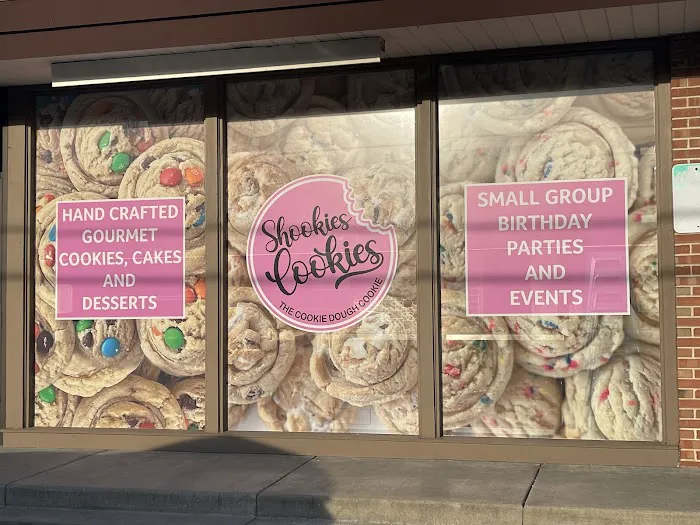 HAND CRAFTED
GOURMET
COOKIES, CAKES
AND
DESSERTS
Shookies
Cookies
THE COOKIE DOUGH COOKIE
SMALL GROUP
BIRTHDAY
PARTIES
AND
EVENTS